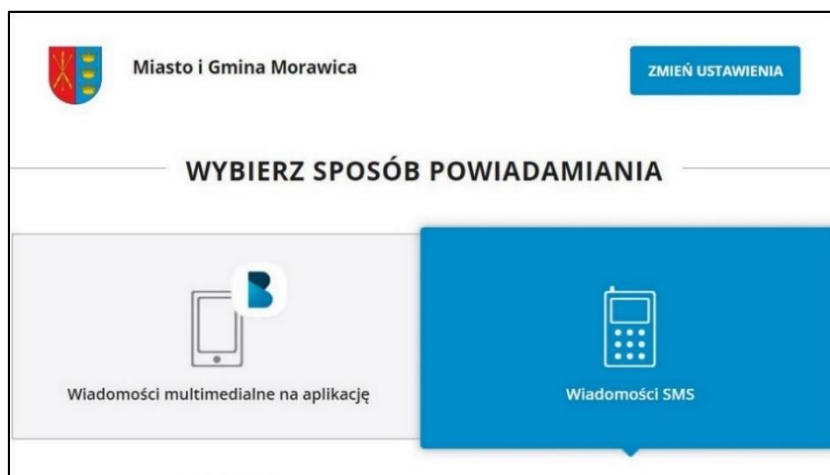 Miasto i Gmina Morawica
ZMIEŃ USTAWIENIA
WYBIERZ SPOSÓB POWIADAMIANIA
B
Wiadomości multimedialne na aplikację
Wiadomości SMS